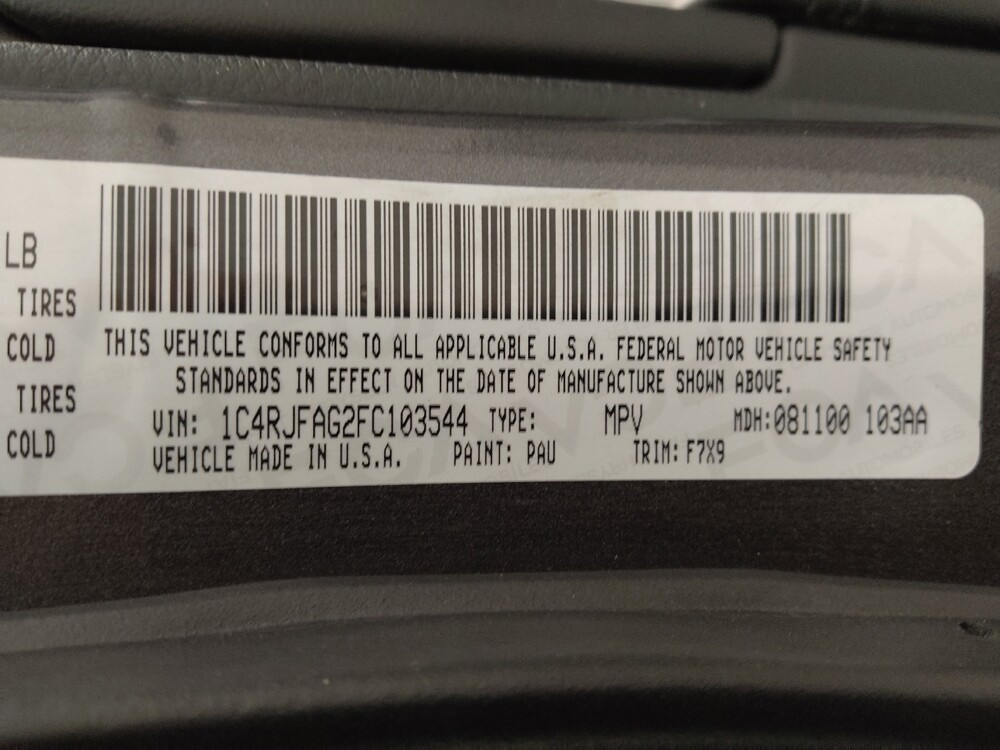 LB
TIRES
COLD
TIRES
COLD
THIS VEHICLE CONFORMS TO ALL APPLICABLE U.S.A. FEDERAL MOTOR VEHICLE SAFETY
STANDARDS IN EFFECT ON THE DATE OF MANUFACTURE SHOWN ABOVE.
VIN: 1C4RJFAG2FC103544 TYPE: MPV MDH:081100 103AA
VEHICLE MADE IN U.S.A. PAINT: PAU TRIM: F7X9